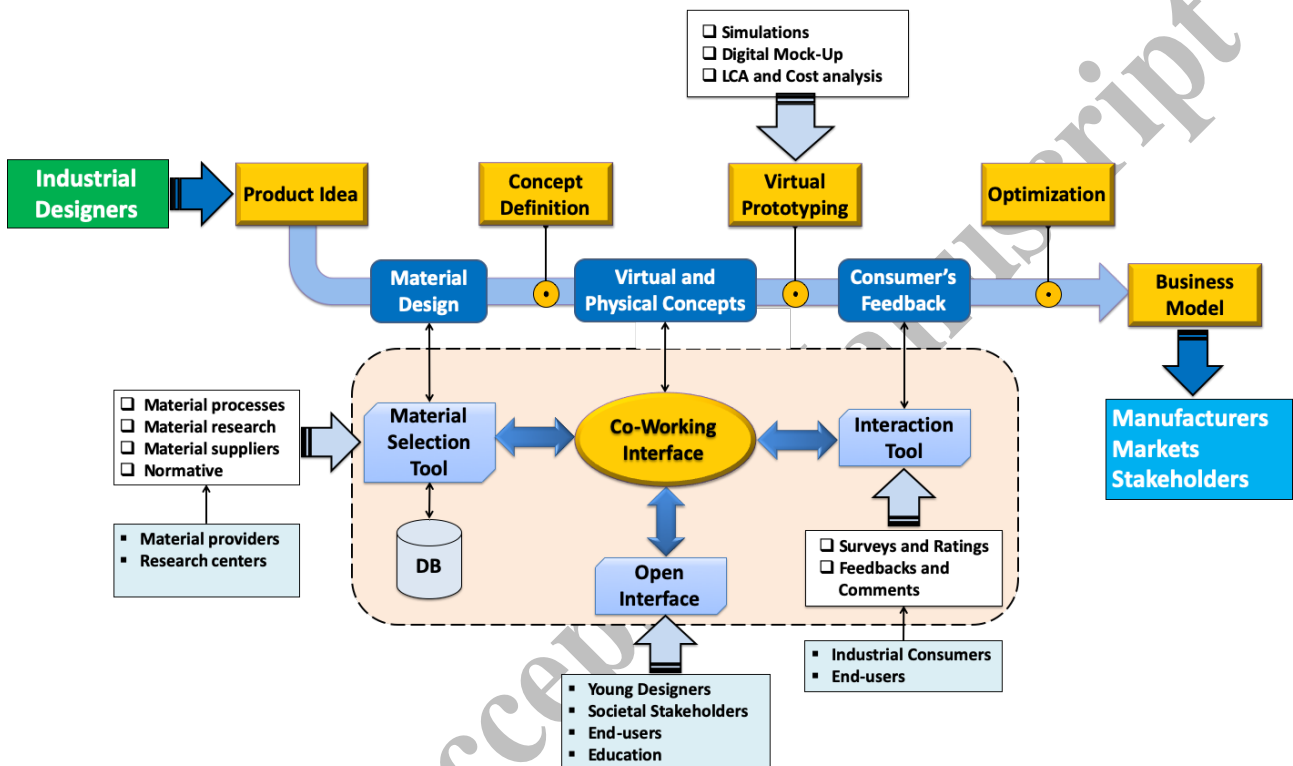 ❑ Simulations
❑ Digital Mock-Up
❑ LCA and Cost analysis
Industrial
Designers
Product Idea
Concept
Definition
Virtual
Prototyping
Optimization
Material
Design
Virtual and
Physical Concepts
Consumer’s
Feedback
Business
Model
❑ Material processes
❑ Material research
❑ Material suppliers
❑ Normative
Material
Selection
Tool
Co-Working
Interface
Interaction
Tool
Manufacturers
Markets
Stakeholders
▪ Material providers
▪ Research centers
DB
Open
Interface
❑ Surveys and Ratings
❑ Feedbacks and
Comments
▪ Industrial Consumers
▪ End-users
▪ Young Designers
▪ Societal Stakeholders
▪ End-users
▪ Education